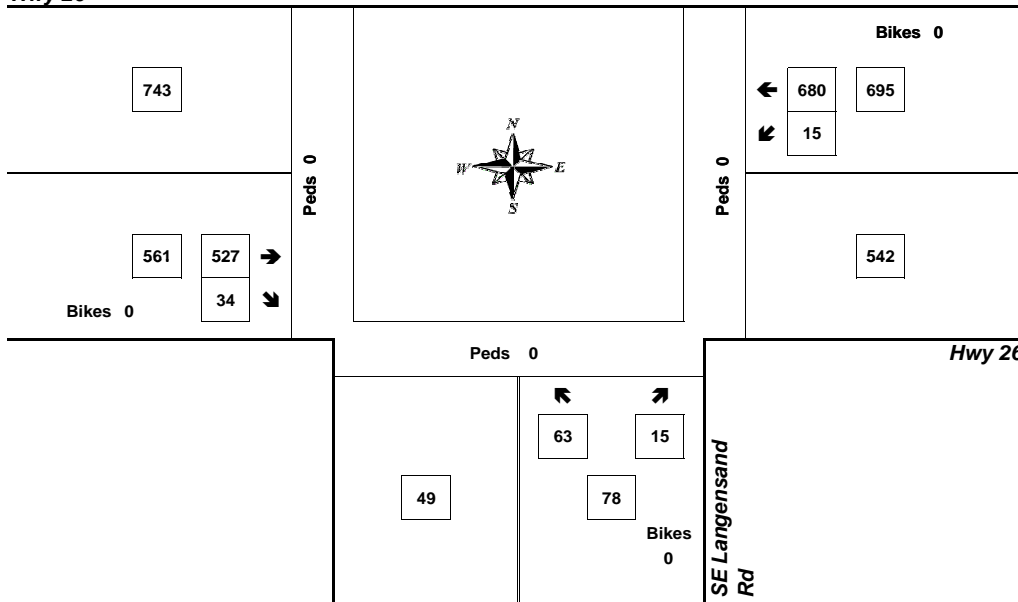 Bikes 0
743
680 695
15
Peds 0
N
W E
S
Peds 0
561 527
34
Bikes 0
542
Peds 0
Hwy 26
63 15
49
78
Bikes
0
SE Langensand
Rd